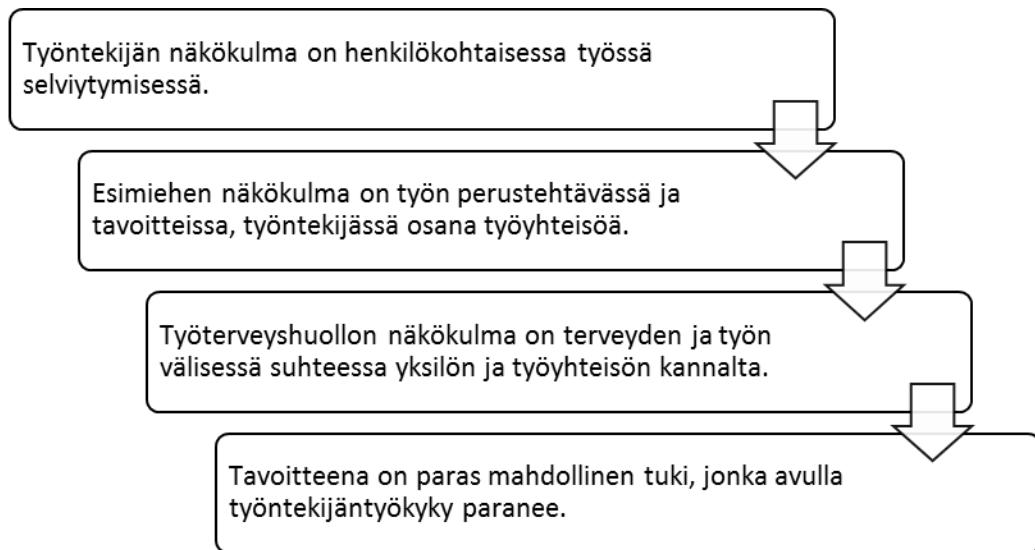 Työntekijän näkökulma on henkilökohtaisessa työssä
selviytymisessä.
Esimiehen näkökulma on työn perustehtävässä ja
tavoitteissa, työntekijässä osana työyhteisöä.
Työterveyshuollon näkökulma on terveyden ja työn
välisessä suhteessa yksilön ja työyhteisön kannalta.
Tavoitteena on paras mahdollinen tuki, jonka avulla
työntekijäntyökyky paranee.